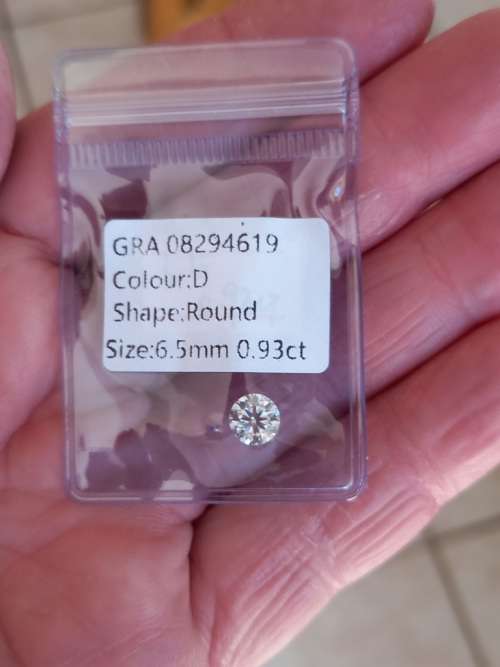 GRA 08294619
Colour:D
Shape:Round
Size:6.5mm 0.93ct